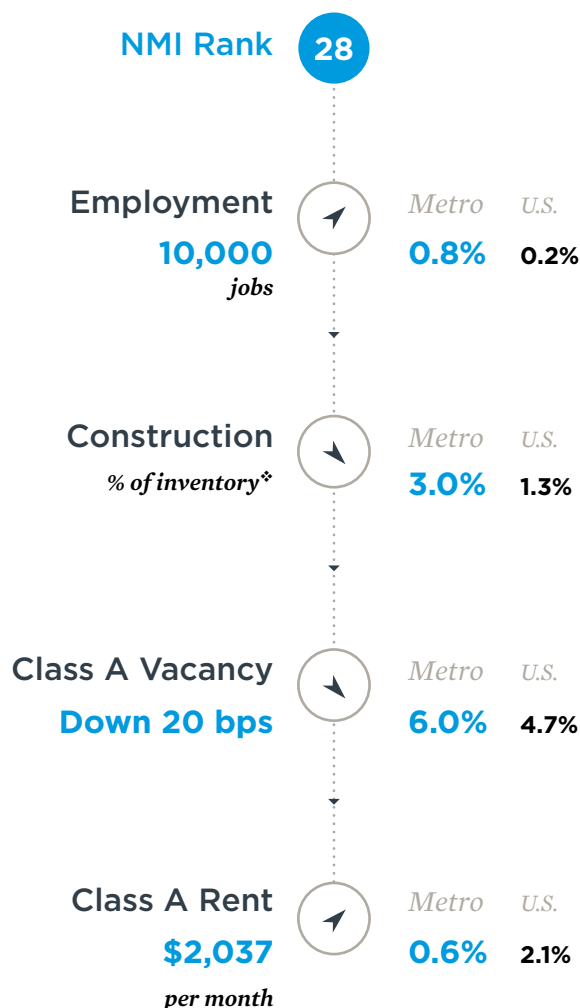 NMI Rank 28
Employment Metro U.S.
10,000 0.8% 0.2%
jobs
Construction Metro U.S.
% of inventory❖ 3.0% 1.3%
Class A Vacancy Metro U.S.
Down 20 bps 6.0% 4.7%
Class A Rent Metro U.S.
$2,037 0.6% 2.1%
per month